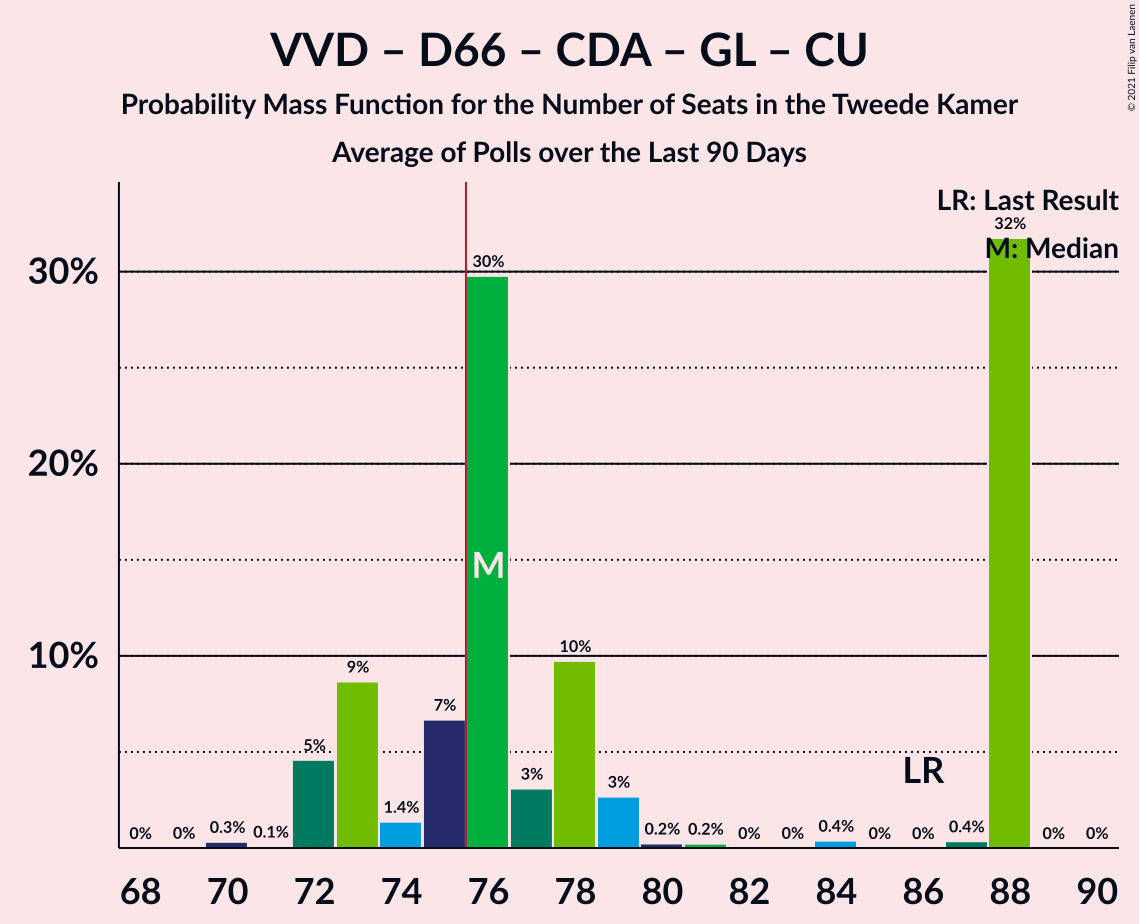 VVD – D66 – CDA – GL – CU
Probability Mass Function for the Number of Seats in the Tweede Kamer
Average of Polls over the Last 90 Days
© 2021 Filip van Laenen
LR: Last Result
M: Median
30%
20%
10%
0% 0% 0.3% 0.1% 5% 9% 1.4% 7% 30% 3% 10% 3% 0.2% 0.2% 0% 0% 0.4% 0% 0% 0.4% 32% 0% 0%
M
LR
68 70 72 74 76 78 80 82 84 86 88 90